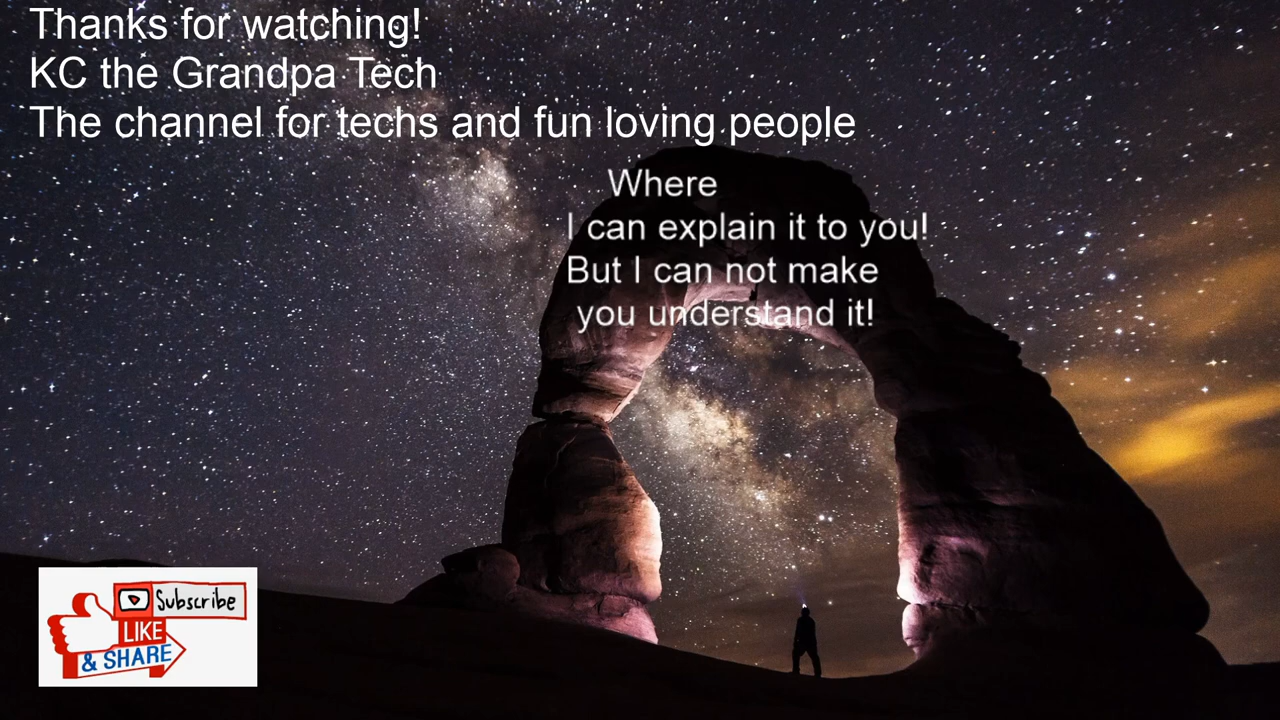 Thanks for watching!
KC the Grandpa Tech
The channel for techs and fun loving people
Where
I can explain it to you!
But I can not make
you understand it!
Subscribe
LIKE
& SHARE